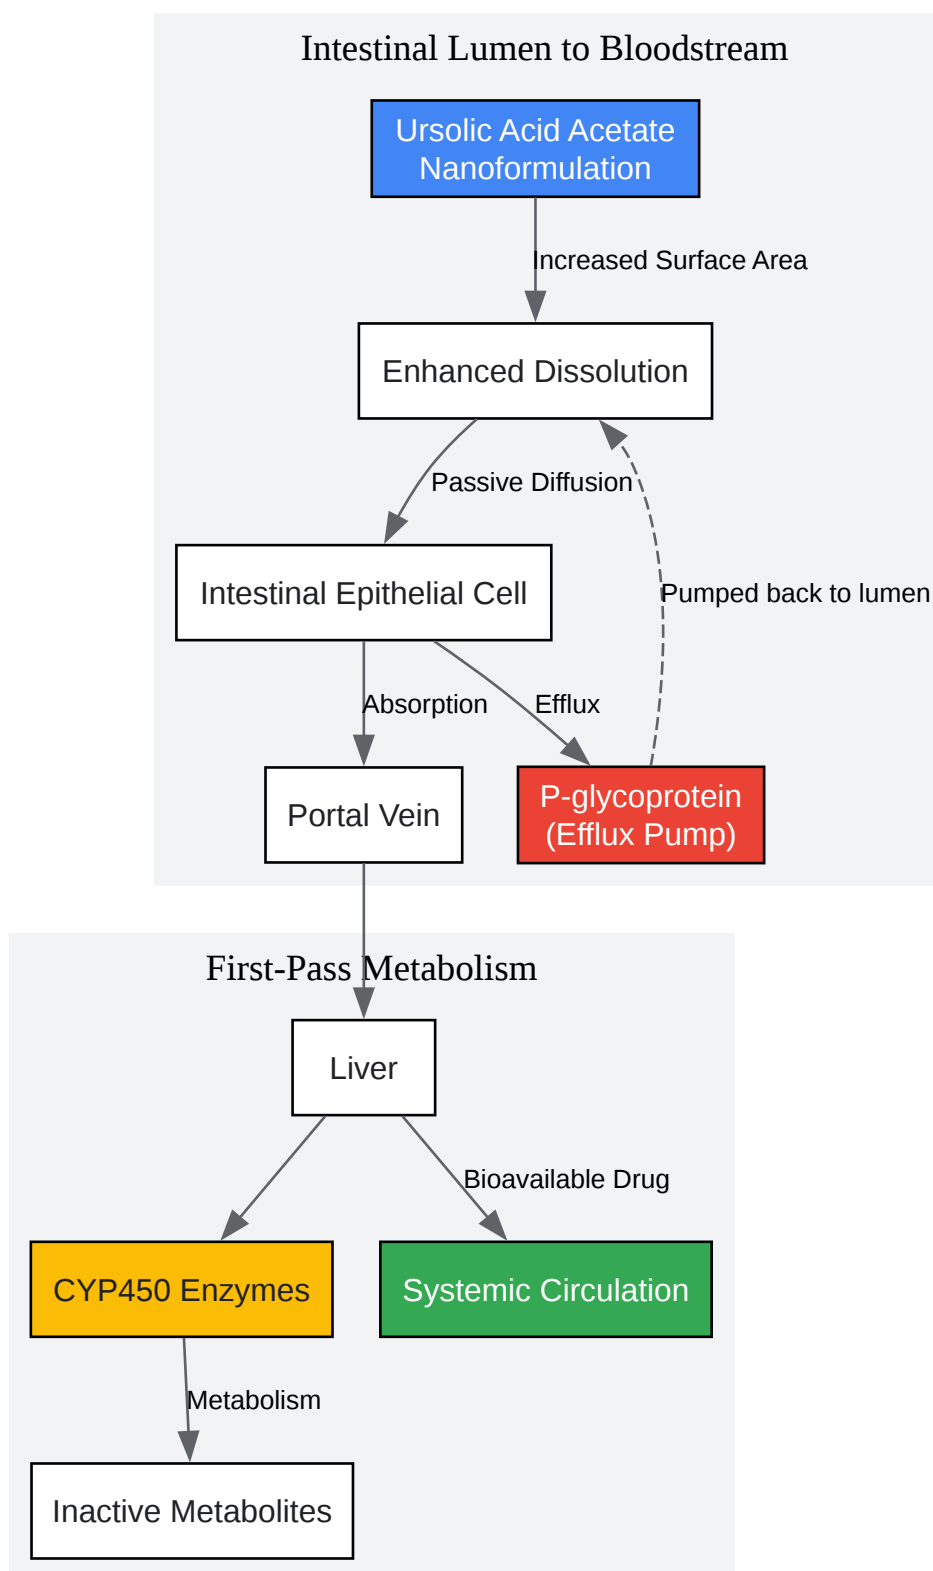 Intestinal Lumen to Bloodstream
Ursolic Acid Acetate
Nanoformulation
Increased Surface Area
Enhanced Dissolution
Passive Diffusion
Intestinal Epithelial Cell
Pumped back to lumen
Absorption
Efflux
Portal Vein
P-glycoprotein
(Efflux Pump)
First-Pass Metabolism
Liver
Bioavailable Drug
CYP450 Enzymes
Systemic Circulation
Metabolism
Inactive Metabolites